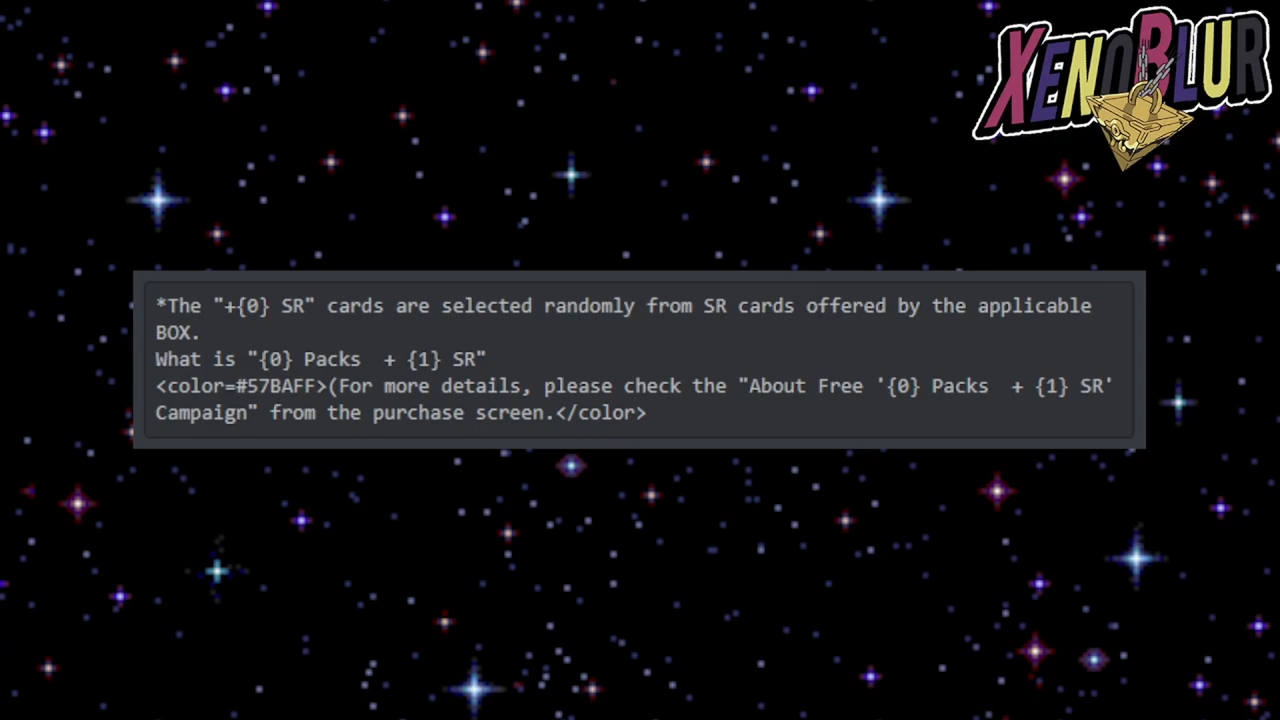 XENOBLUR
*The "+{0} SR" cards are selected randomly from SR cards offered by the applicable
BOX.
What is "{0} Packs  + {1} SR"
<color=#57BAFF>(For more details, please check the "About Free '{0} Packs  + {1} SR'
Campaign" from the purchase screen.</color>